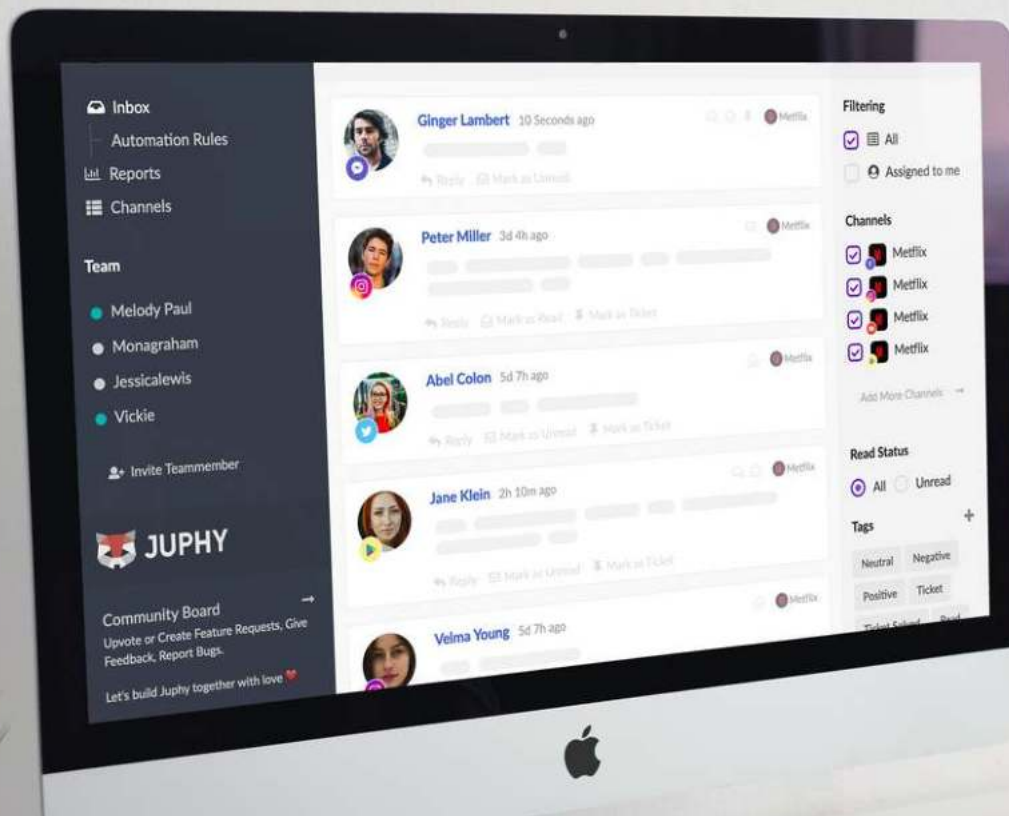 Inbox
Automation Rules
Reports
Channels
Team
Melody Paul
Monagraham
Jessicalewis
Vickie
Invite Teammember
JUPHY
Community Board
Upvote or Create Feature Requests, Give
Feedback, Report Bugs.
Let's build Juphy together with love
Ginger Lambert 10 Seconds ago
Metflix
Reply Mark as Unread
Peter Miller 3d 4h ago
Metflix
Reply Mark as Read Mark as Ticket
Abel Colon 5d 7h ago
Metflix
Reply Mark as Unread Mark as Ticket
Jane Klein 2h 10m ago
Metflix
Reply Mark as Unread Mark as Ticket
Velma Young 5d 7h ago
Metflix
Filtering
All
Assigned to me
Channels
Metflix
Metflix
Metflix
Metflix
Add More Channels
Read Status
All Unread
Tags
Neutral Negative
Positive Ticket
Ticket Solved Read